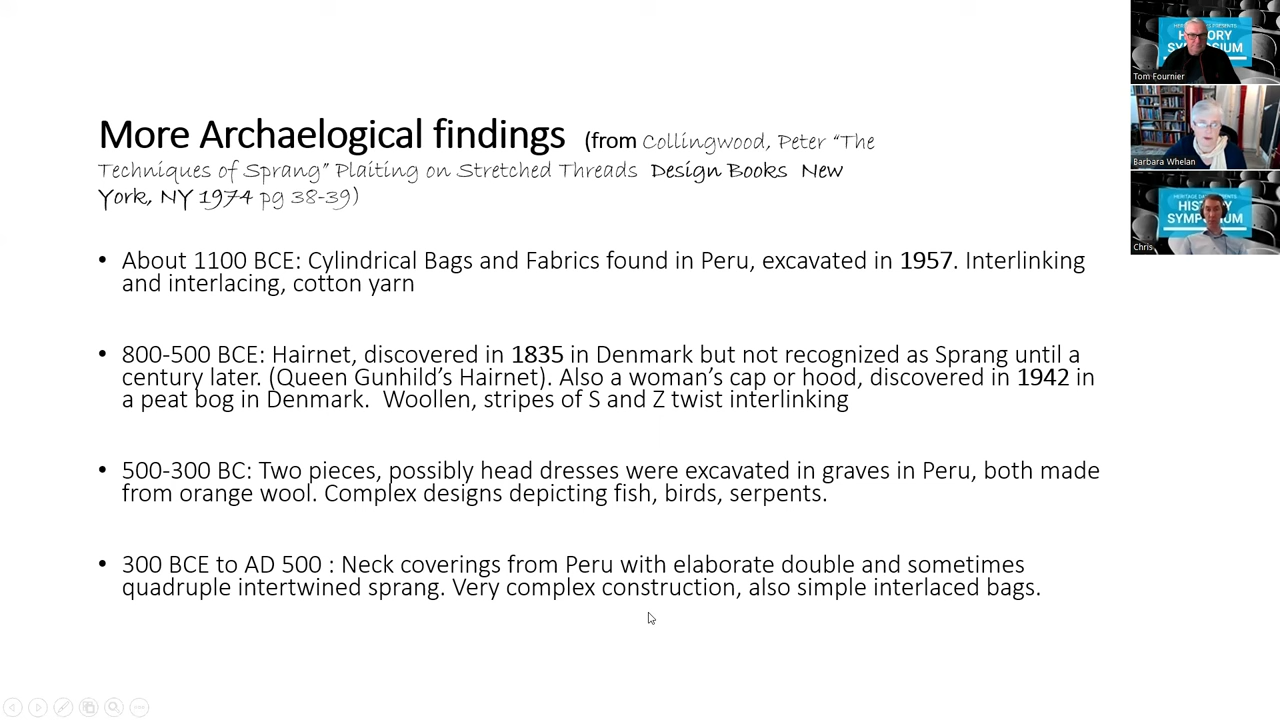 More Archaelogical findings (from Collingwood, Peter “The
Techniques of Sprang” Plaiting on Stretched Threads Design Books New
York, NY 1974 pg 38-39)
• About 1100 BCE: Cylindrical Bags and Fabrics found in Peru, excavated in 1957. Interlinking
and interlacing, cotton yarn
• 800-500 BCE: Hairnet, discovered in 1835 in Denmark but not recognized as Sprang until a
century later. (Queen Gunhild’s Hairnet). Also a woman’s cap or hood, discovered in 1942 in
a peat bog in Denmark. Woollen, stripes of S and Z twist interlinking
• 500-300 BC: Two pieces, possibly head dresses were excavated in graves in Peru, both made
from orange wool. Complex designs depicting fish, birds, serpents.
• 300 BCE to AD 500 : Neck coverings from Peru with elaborate double and sometimes
quadruple intertwined sprang. Very complex construction, also simple interlaced bags.
Tom Fournier
Barbara Whelan
Chris